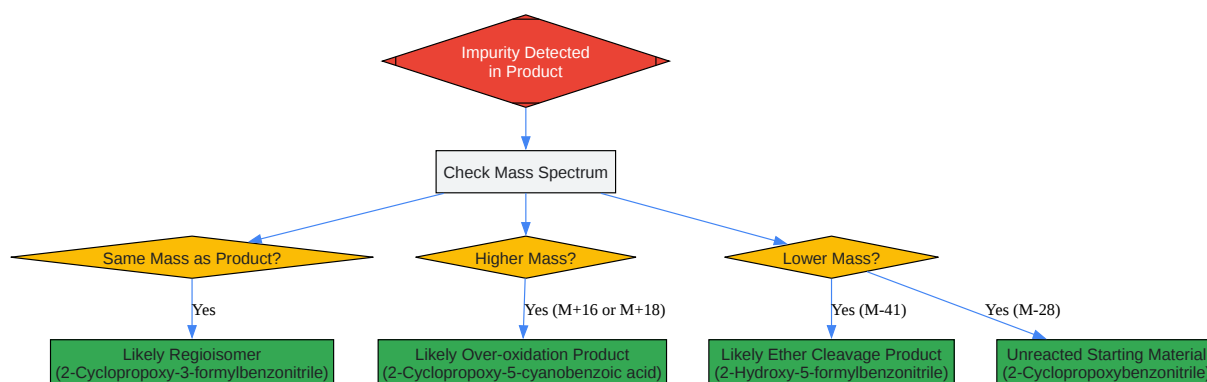 Impurity Detected
in Product
Check Mass Spectrum
Same Mass as Product?
Higher Mass?
Lower Mass?
Yes
Yes (M+16 or M+18)
Yes (M-41)
Yes (M-28)
Likely Regioisomer
(2-Cyclopropoxy-3-formylbenzonitrile)
Likely Over-oxidation Product
(2-Cyclopropoxy-5-cyanobenzoic acid)
Likely Ether Cleavage Product
(2-Hydroxy-5-formylbenzonitrile)
Unreacted Starting Material
(2-Cyclopropoxybenzonitrile)